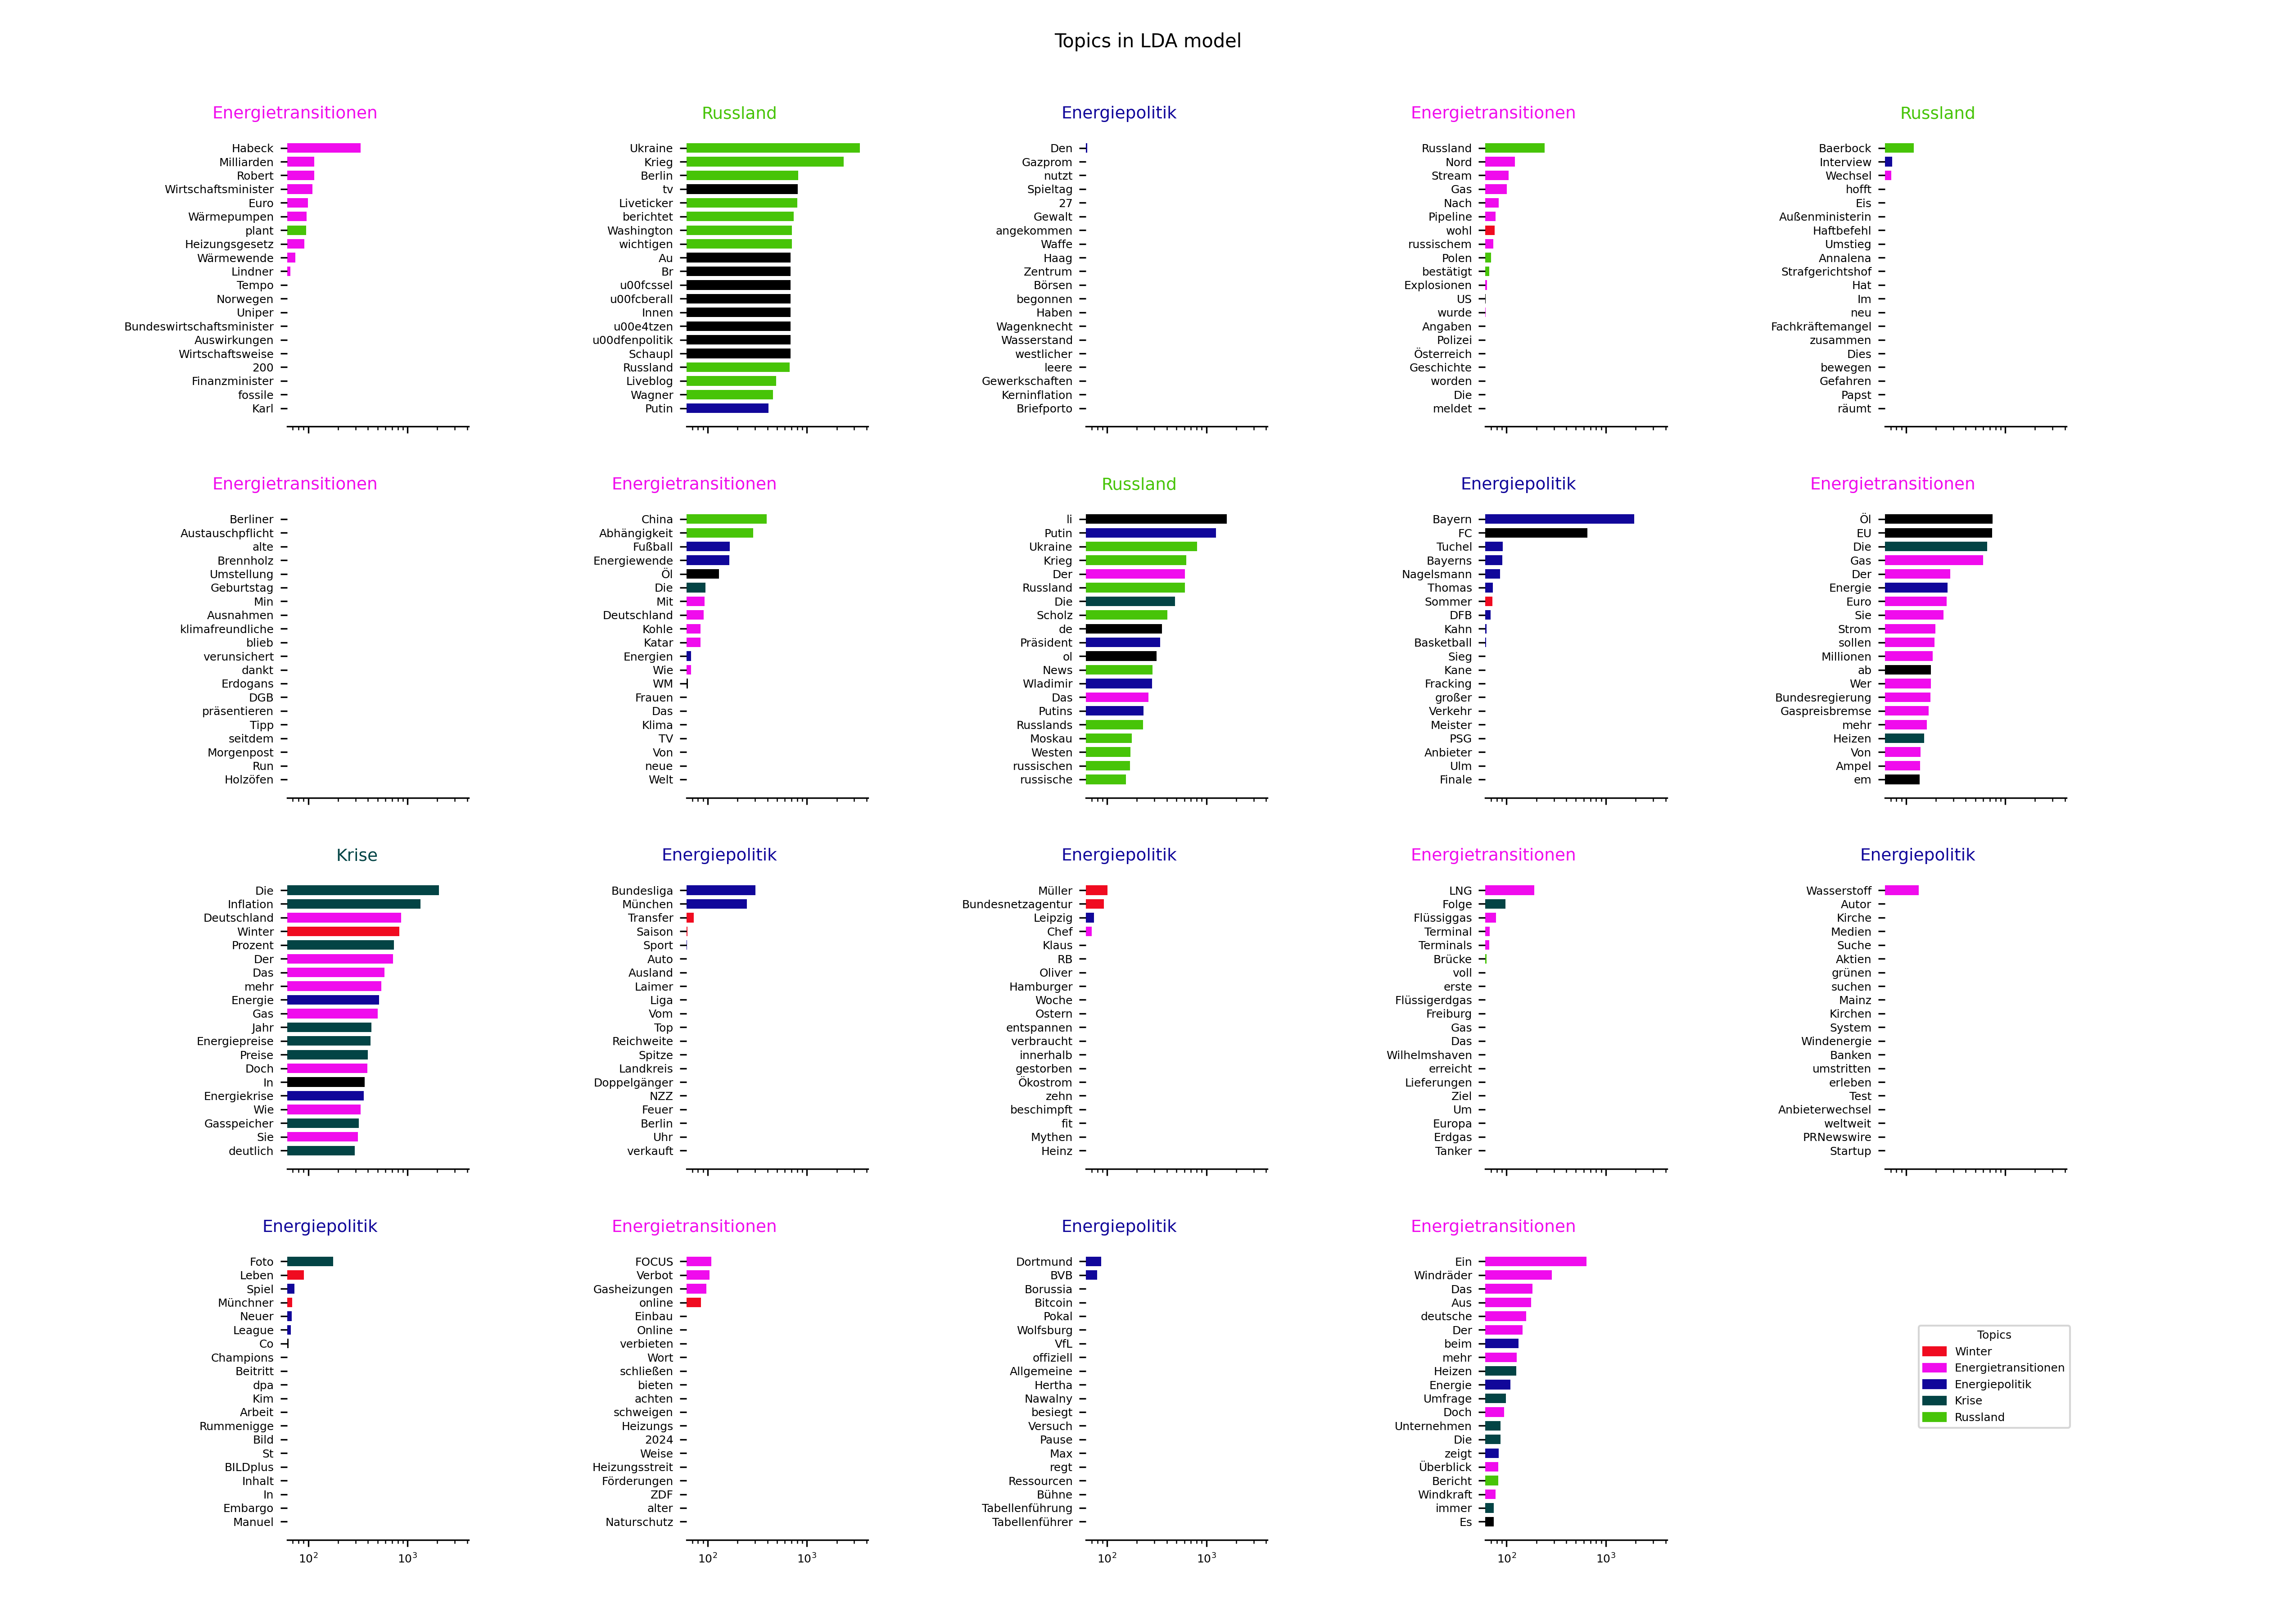 Topics in LDA model
Energietransitionen
Habeck
Milliarden
Robert
Wirtschaftsminister
Euro
Wärmepumpen
plant
Heizungsgesetz
Wärmewende
Lindner
Tempo
Norwegen
Uniper
Bundeswirtschaftsminister
Auswirkungen
Wirtschaftsweise
200
Finanzminister
fossile
Karl
Russland
Ukraine
Krieg
Berlin
tv
Liveticker
berichtet
Washington
wichtigen
Au
Br
u00fcssel
u00fcberall
Innen
u00e4tzen
u00dfenpolitik
Schaupl
Russland
Liveblog
Wagner
Putin
Energiepolitik
Den
Gazprom
nutzt
Spieltag
27
Gewalt
angekommen
Waffe
Haag
Zentrum
Börsen
begonnen
Haben
Wagenknecht
Wasserstand
westlicher
leere
Gewerkschaften
Kerninflation
Briefporto
Energietransitionen
Russland
Nord
Stream
Gas
Nach
Pipeline
wohl
russischem
Polen
bestätigt
Explosionen
US
wurde
Angaben
Polizei
Österreich
Geschichte
worden
Die
meldet
Russland
Baerbock
Interview
Wechsel
hofft
Eis
Außenministerin
Haftbefehl
Umstieg
Annalena
Strafgerichtshof
Hat
Im
neu
Fachkräftemangel
zusammen
Dies
bewegen
Gefahren
Papst
räumt
Energietransitionen
Berliner
Austauschpflicht
alte
Brennholz
Umstellung
Geburtstag
Min
Ausnahmen
klimafreundliche
blieb
verunsichert
dankt
Erdogans
DGB
präsentieren
Tipp
seitdem
Morgenpost
Run
Holzöfen
Energietransitionen
China
Abhängigkeit
Fußball
Energiewende
Öl
Die
Mit
Deutschland
Kohle
Katar
Energien
Wie
WM
Frauen
Das
Klima
TV
Von
neue
Welt
Russland
li
Putin
Ukraine
Krieg
Der
Russland
Die
Scholz
de
Präsident
ol
News
Wladimir
Das
Putins
Russlands
Moskau
Westen
russischen
russische
Energiepolitik
Bayern
FC
Tuchel
Bayerns
Nagelsmann
Thomas
Sommer
DFB
Kahn
Basketball
Sieg
Kane
Fracking
großer
Verkehr
Meister
PSG
Anbieter
Ulm
Finale
Energietransitionen
Öl
EU
Die
Gas
Der
Energie
Euro
Sie
Strom
sollen
Millionen
ab
Wer
Bundesregierung
Gaspreisbremse
mehr
Heizen
Von
Ampel
em
Krise
Die
Inflation
Deutschland
Winter
Prozent
Der
Das
mehr
Energie
Gas
Jahr
Energiepreise
Preise
Doch
In
Energiekrise
Wie
Gasspeicher
Sie
deutlich
Energiepolitik
Bundesliga
München
Transfer
Saison
Sport
Auto
Ausland
Laimer
Liga
Vom
Top
Reichweite
Spitze
Landkreis
Doppelgänger
NZZ
Feuer
Berlin
Uhr
verkauft
Energiepolitik
Müller
Bundesnetzagentur
Leipzig
Chef
Klaus
RB
Oliver
Hamburger
Woche
Ostern
entspannen
verbraucht
innerhalb
gestorben
Ökostrom
zehn
beschimpft
fit
Mythen
Heinz
Energietransitionen
LNG
Folge
Flüssiggas
Terminal
Terminals
Brücke
voll
erste
Flüssigerdgas
Freiburg
Gas
Das
Wilhelmshaven
erreicht
Lieferungen
Ziel
Um
Europa
Erdgas
Tanker
Energiepolitik
Wasserstoff
Autor
Kirche
Medien
Suche
Aktien
grünen
suchen
Mainz
Kirchen
System
Windenergie
Banken
umstritten
erleben
Test
Anbieterwechsel
weltweit
PRNewswire
Startup
Energiepolitik
Foto
Leben
Spiel
Münchner
Neuer
League
Co
Champions
Beitritt
dpa
Kim
Arbeit
Rummenigge
Bild
St
BILDplus
Inhalt
In
Embargo
Manuel
10²
10³
Energietransitionen
FOCUS
Verbot
Gasheizungen
online
Einbau
Online
verbieten
Wort
schließen
bieten
achten
schweigen
Heizungs
2024
Weise
Heizungsstreit
Förderungen
ZDF
alter
Naturschutz
10²
10³
Energiepolitik
Dortmund
BVB
Borussia
Bitcoin
Pokal
Wolfsburg
VfL
offiziell
Allgemeine
Hertha
Nawalny
besiegt
Versuch
Pause
Max
regt
Ressourcen
Bühne
Tabellenführung
Tabellenführer
10²
10³
Energietransitionen
Ein
Windräder
Das
Aus
deutsche
Der
beim
mehr
Heizen
Energie
Umfrage
Doch
Unternehmen
Die
zeigt
Überblick
Bericht
Windkraft
immer
Es
10²
10³
Topics
Winter
Energietransitionen
Energiepolitik
Krise
Russland